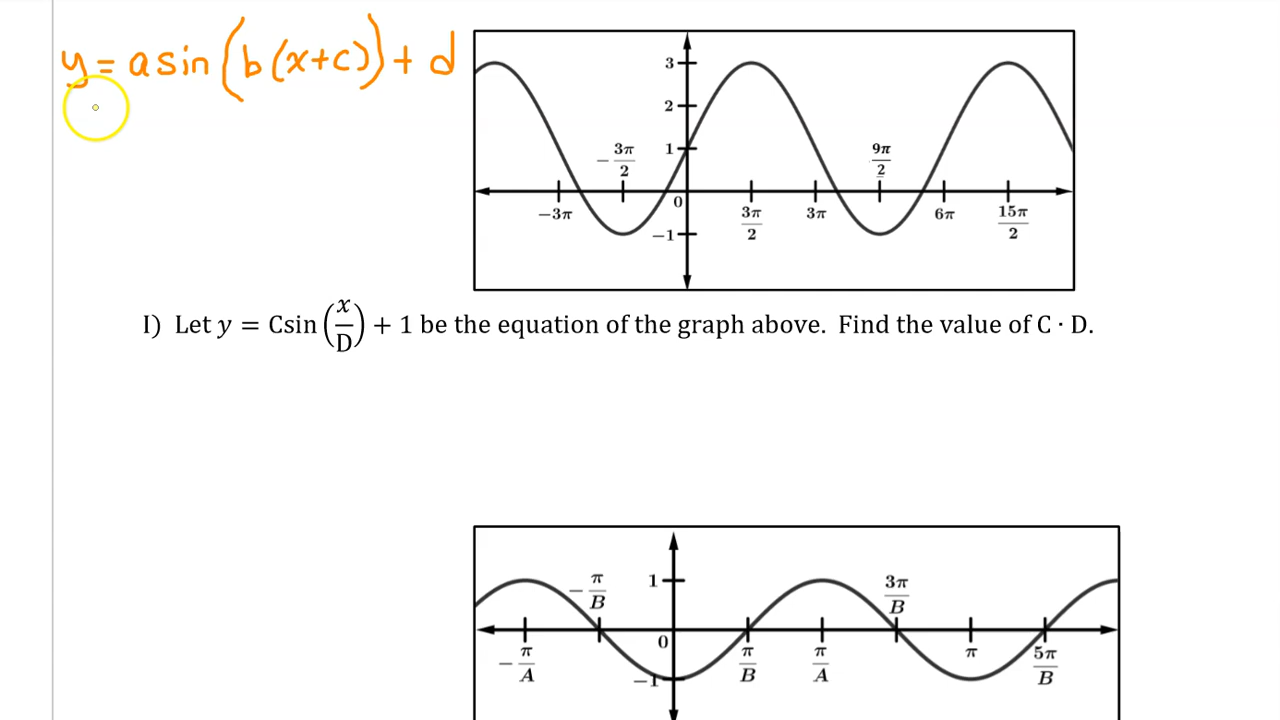 y = a sin (b(x+c)) + d
3
2
1
0
−1
−3π/2
9π/2
−3π
3π/2
3π
6π
15π/2
I) Let y = Csin (x/D) + 1 be the equation of the graph above. Find the value of C · D.
1
0
−1
−π/B
3π/B
−π/A
π/B
π/A
π
5π/B